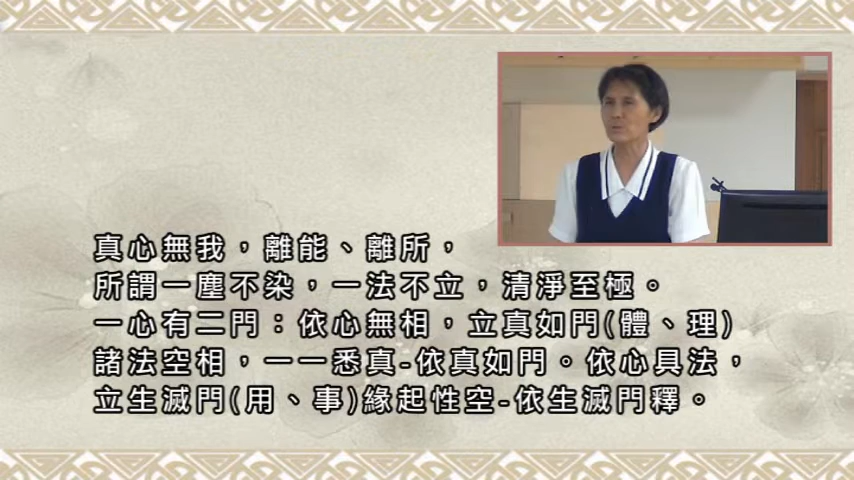 真心無我，離能、離所，
所謂一塵不染，一法不立，清淨至極。
一心有二門：依心無相，立真如門(體、理)
諸法空相，一一悉真-依真如門。依心具法，
立生滅門(用、事)緣起性空-依生滅門釋。